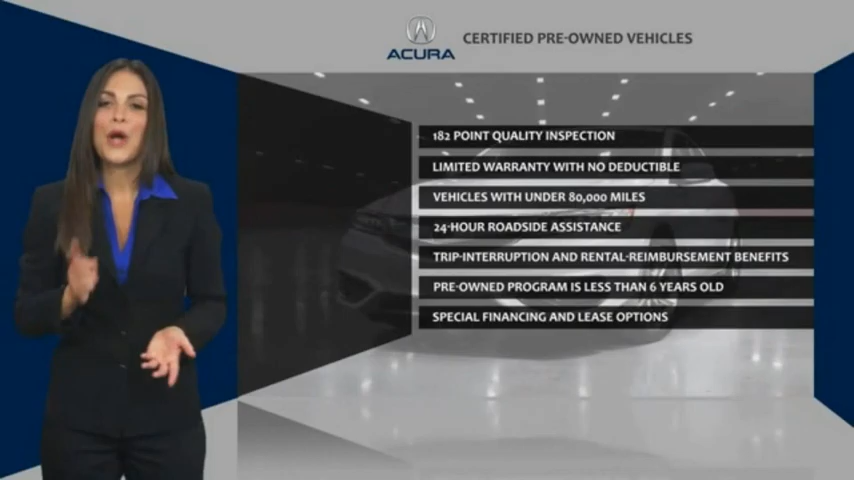 ACURA
CERTIFIED PRE-OWNED VEHICLES
182 POINT QUALITY INSPECTION
LIMITED WARRANTY WITH NO DEDUCTIBLE
VEHICLES WITH UNDER 80,000 MILES
24-HOUR ROADSIDE ASSISTANCE
TRIP-INTERRUPTION AND RENTAL-REIMBURSEMENT BENEFITS
PRE-OWNED PROGRAM IS LESS THAN 6 YEARS OLD
SPECIAL FINANCING AND LEASE OPTIONS